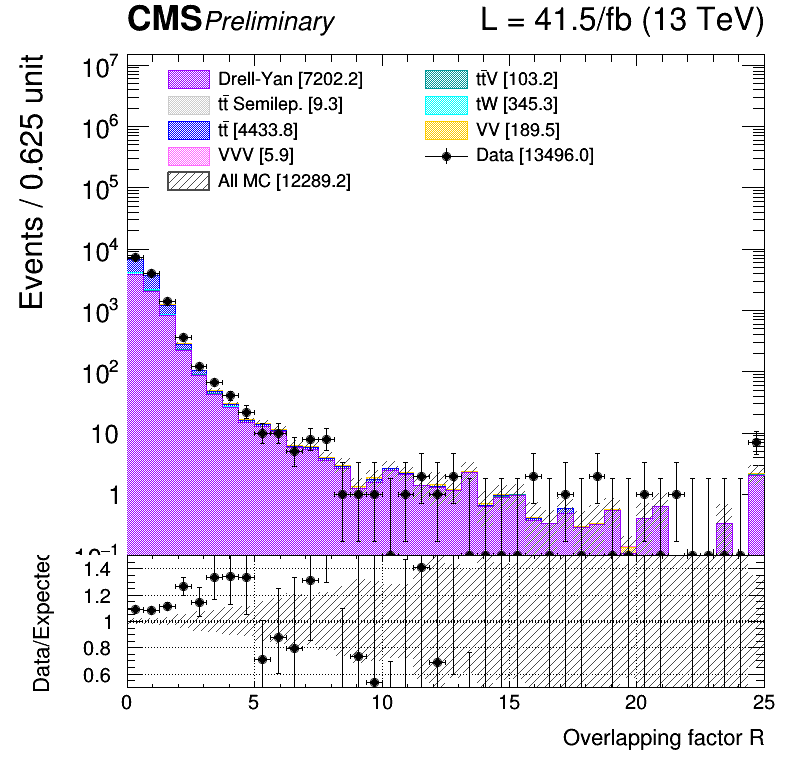 CMS Preliminary L = 41.5/fb (13 TeV)
Events / 0.625 unit
10⁷
10⁶
10⁵
10⁴
10³
10²
10
1
10⁻¹
Drell-Yan [7202.2]
tt̄ Semilep. [9.3]
tt̄ [4433.8]
VVV [5.9]
All MC [12289.2]
tt̄V [103.2]
tW [345.3]
VV [189.5]
Data [13496.0]
Data/Expected
1.4
1.2
1
0.8
0.6
0 5 10 15 20 25
Overlapping factor R